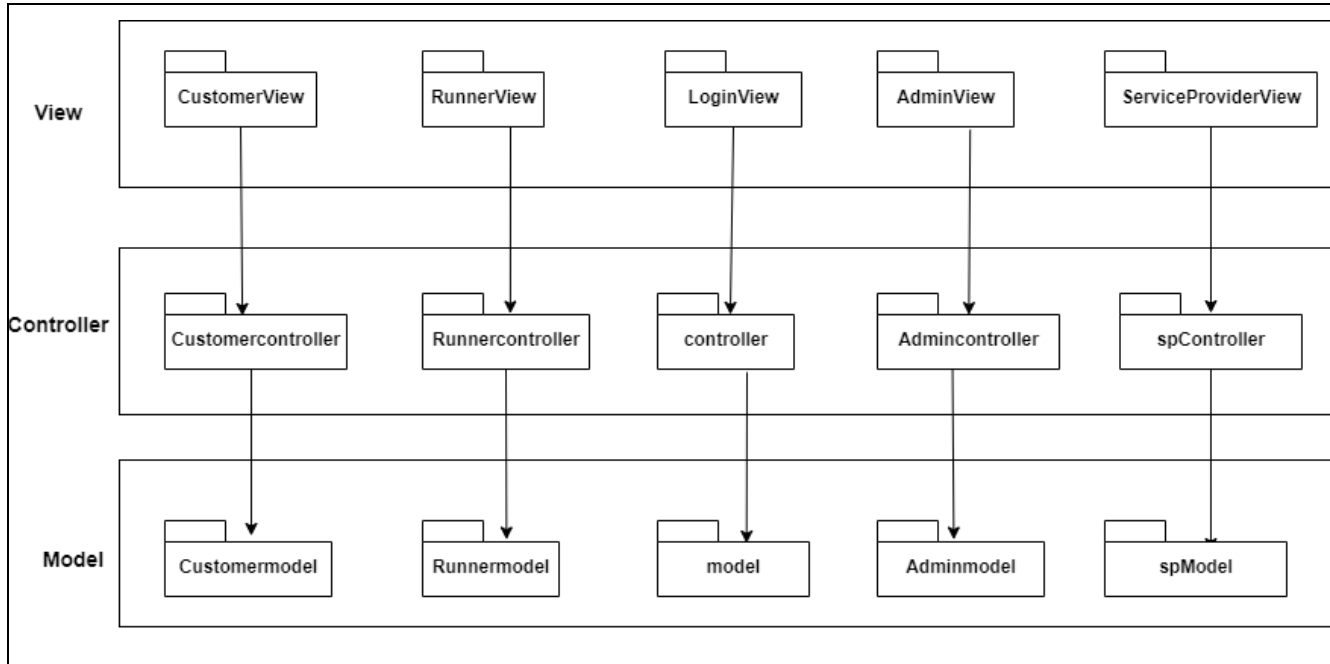 View
CustomerView
RunnerView
LoginView
AdminView
ServiceProviderView
Controller
Customercontroller
Runnercontroller
controller
Admincontroller
spController
Model
Customermodel
Runnermodel
model
Adminmodel
spModel